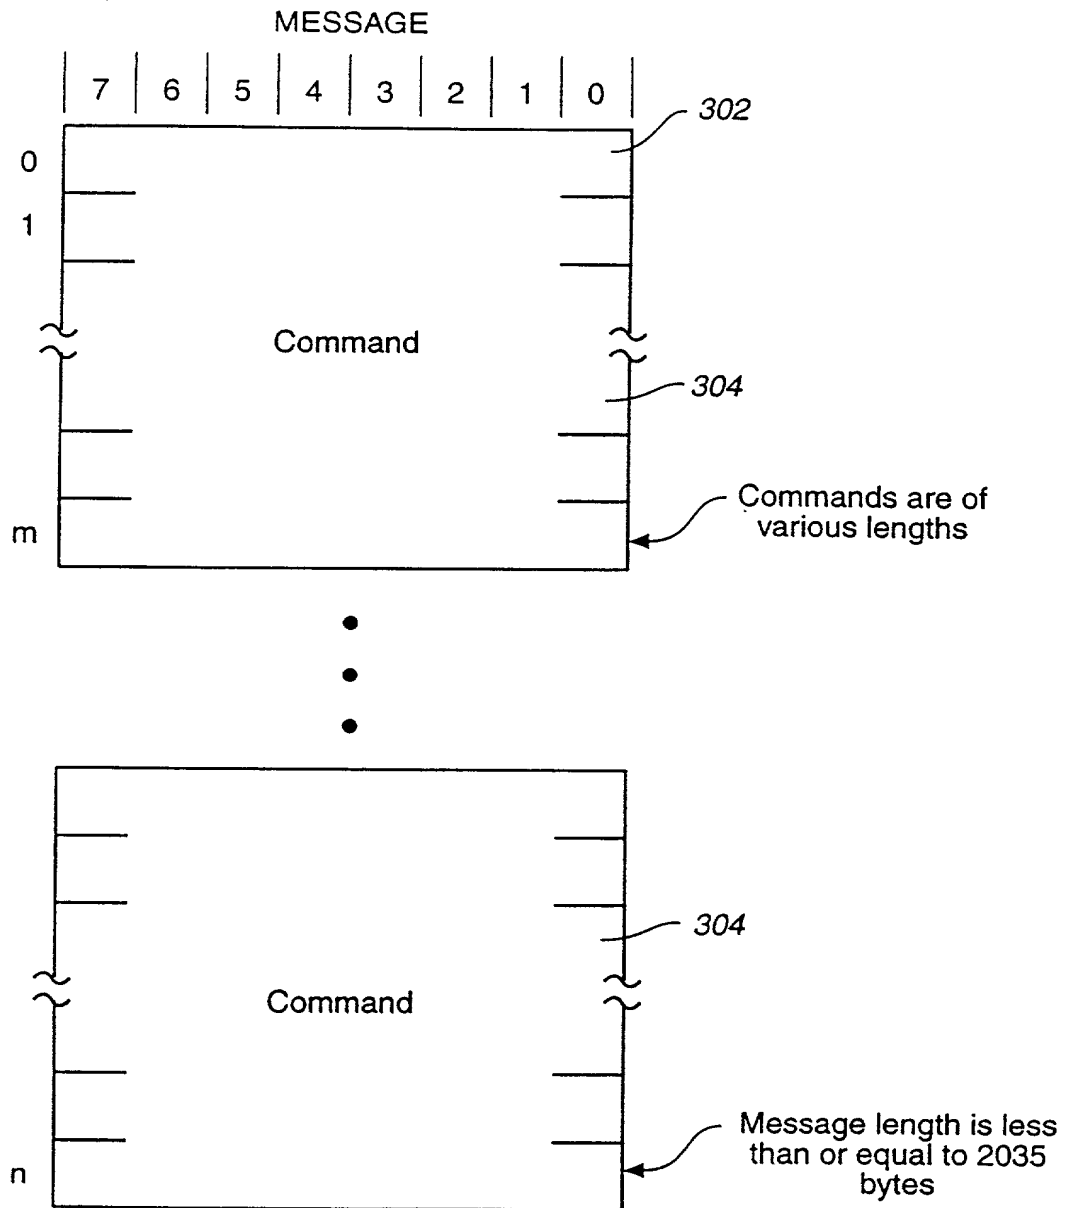 MESSAGE
7 6 5 4 3 2 1 0
302
0
1
Command
304
m
Commands are of
various lengths
304
Command
Message length is less
than or equal to 2035
bytes
n